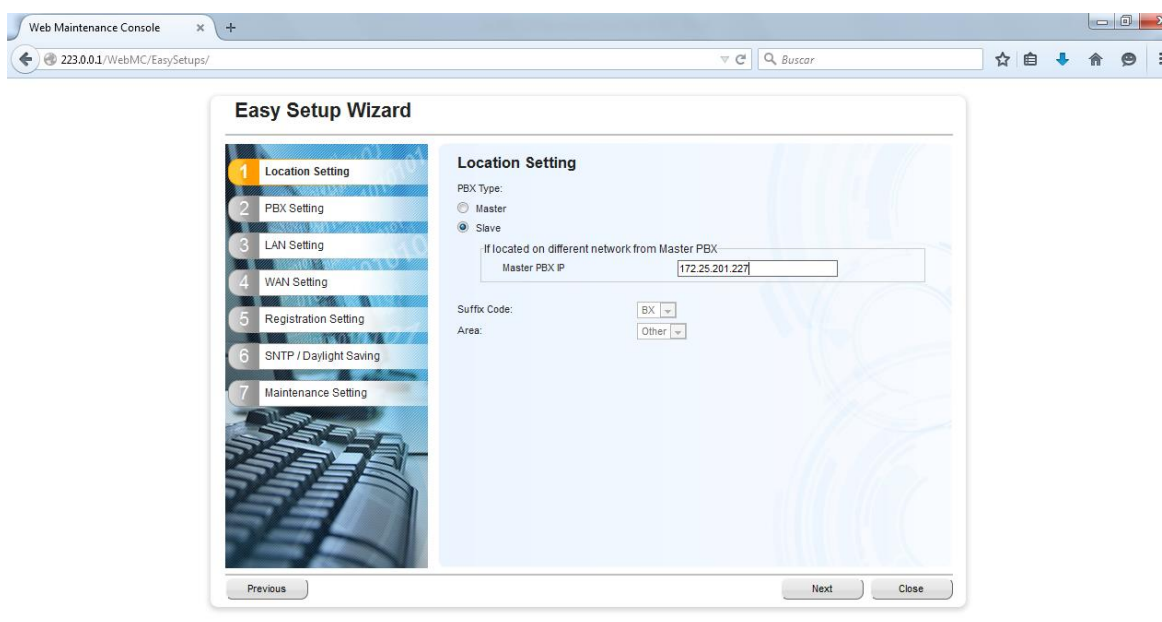 Web Maintenance Console × +
223.0.0.1/WebMC/EasySetups/ Buscar
Easy Setup Wizard
1 Location Setting
2 PBX Setting
3 LAN Setting
4 WAN Setting
5 Registration Setting
6 SNTP / Daylight Saving
7 Maintenance Setting
Location Setting
PBX Type:
Master
Slave
If located on different network from Master PBX
Master PBX IP 172.25.201.227
Suffix Code: BX
Area: Other
Previous Next Close